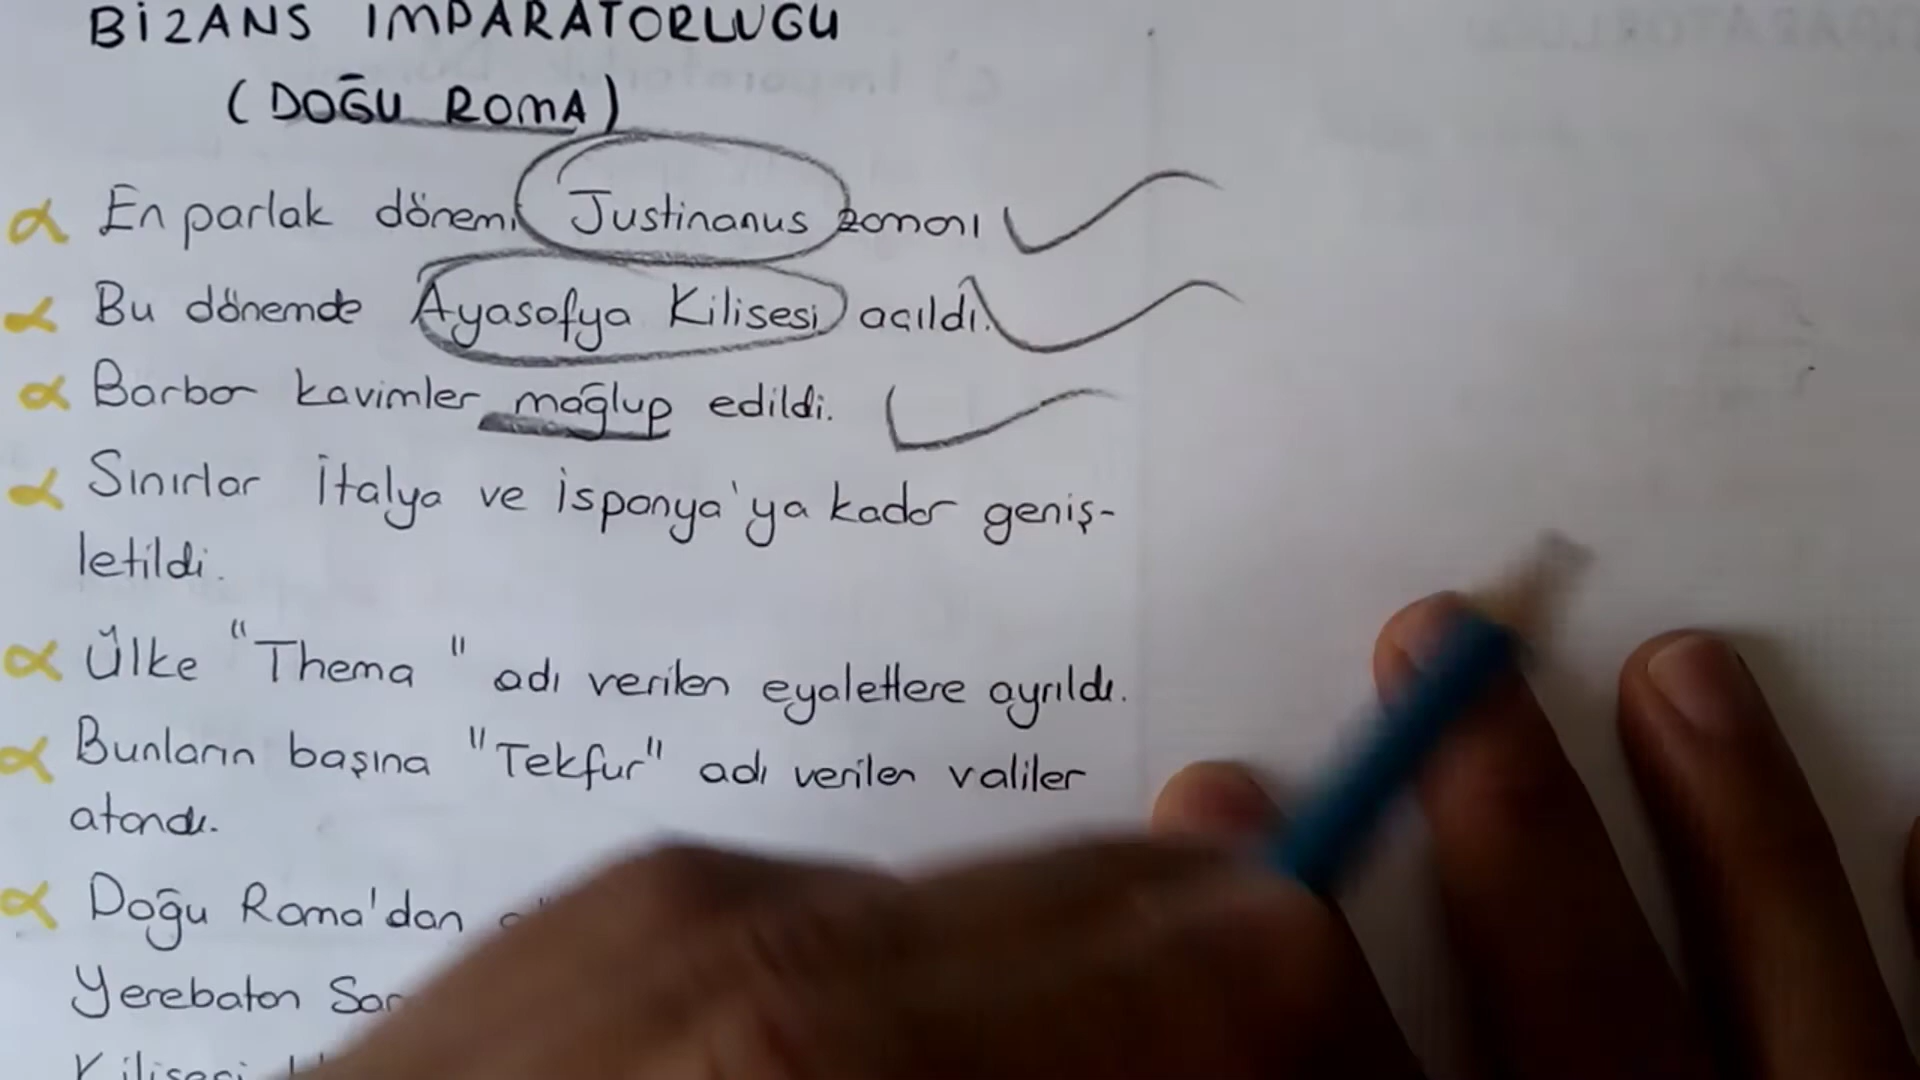 BİZANS IMPARATORLUGU
(DOĞU ROMA)
En parlak dönemi Justinanus zamanı
Bu dönemde Ayasofya Kilisesi açıldı.
Barbar kavimler mağlup edildi.
Sınırlar İtalya ve İspanya'ya kadar geniş-
letildi.
Ülke "Thema" adı verilen eyaletlere ayrıldı.
Bunların başına "Tekfur" adı verilen valiler
atandı.
Doğu Roma'dan
Yerebatan
Kilisesi